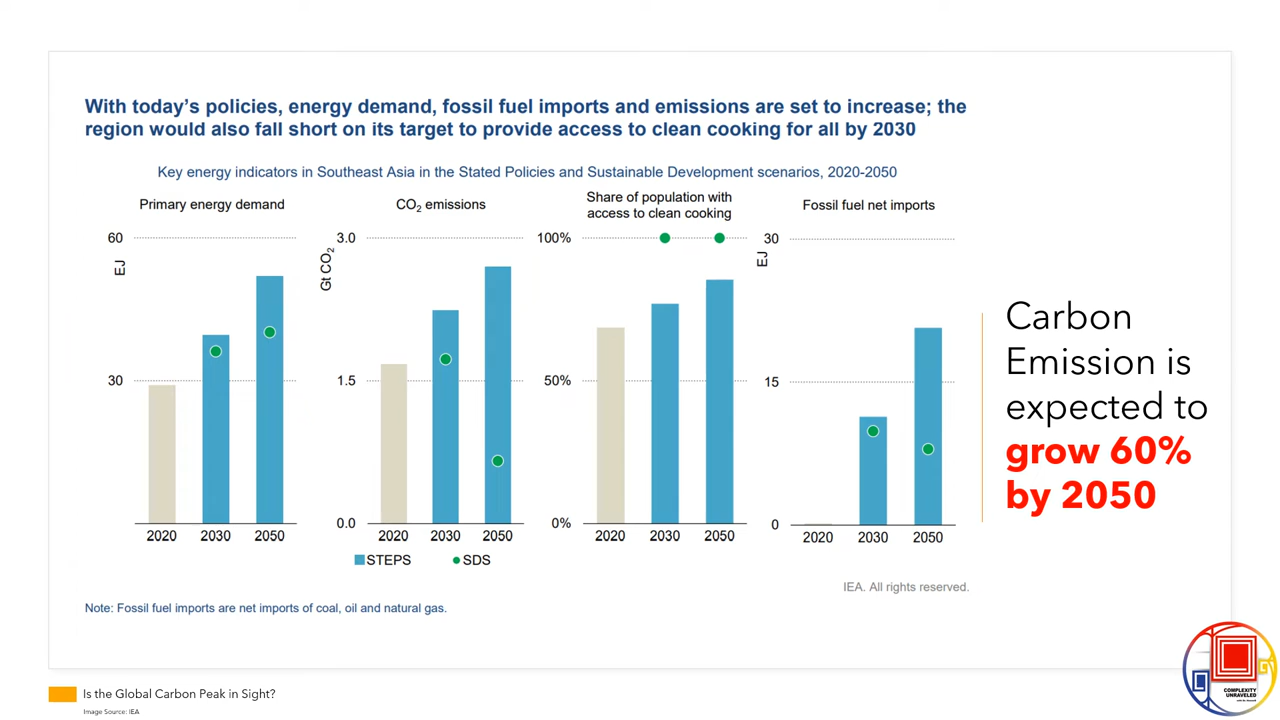 With today's policies, energy demand, fossil fuel imports and emissions are set to increase; the
region would also fall short on its target to provide access to clean cooking for all by 2030
Key energy indicators in Southeast Asia in the Stated Policies and Sustainable Development scenarios, 2020-2050
Primary energy demand
60
EJ
30
2020 2030 2050
CO₂ emissions
3.0
Gt CO₂
1.5
0.0
2020 2030 2050
Share of population with
access to clean cooking
100%
50%
0%
2020 2030 2050
Fossil fuel net imports
30
EJ
15
0
2020 2030 2050
STEPS SDS
IEA. All rights reserved.
Note: Fossil fuel imports are net imports of coal, oil and natural gas.
Carbon
Emission is
expected to
grow 60%
by 2050
Is the Global Carbon Peak in Sight?
Image Source: IEA
COMPLEXITY
UNRAVELED